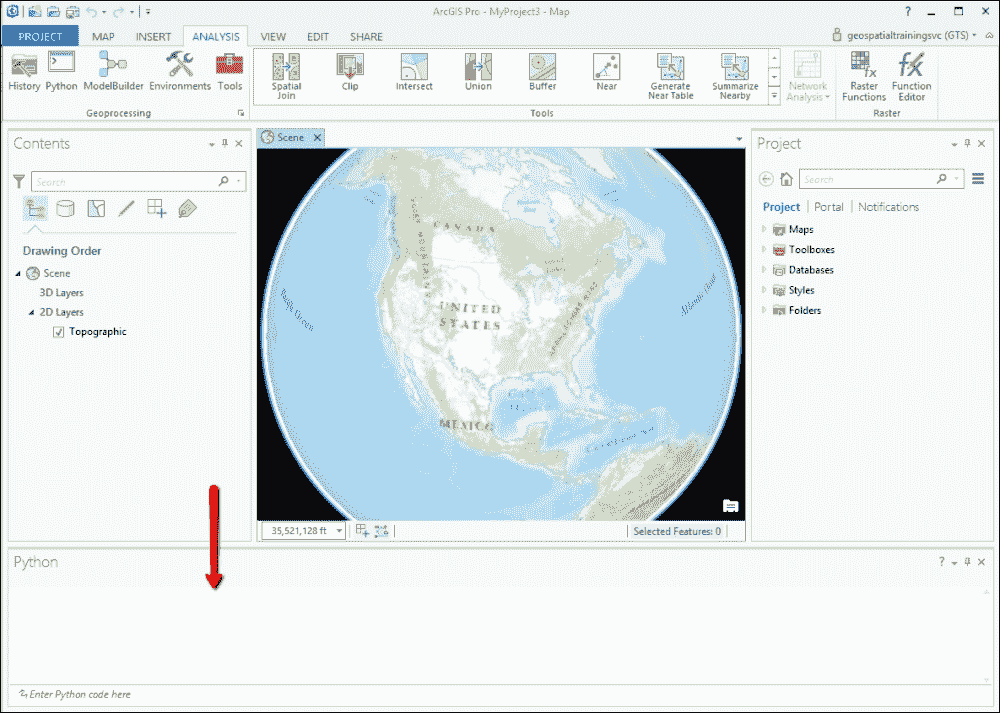 ArcGIS Pro - MyProject3 - Map
PROJECT MAP INSERT ANALYSIS VIEW EDIT SHARE
geospatialtrainingsvc (GTS)
History Python ModelBuilder Environments Tools
Spatial Join Clip Intersect Union Buffer Near Generate Near Table Summarize Nearby
Network Analysis
Raster Functions Function Editor
Geoprocessing Tools Raster
Contents
Search
Drawing Order
Scene
3D Layers
2D Layers
Topographic
Scene
CANADA
ROCKY MOUNTAINS
UNITED
STATES
MEXICO
35,521,128 ft
Selected Features: 0
Project
Search
Project Portal Notifications
Maps
Toolboxes
Databases
Styles
Folders
Python
?
Enter Python code here